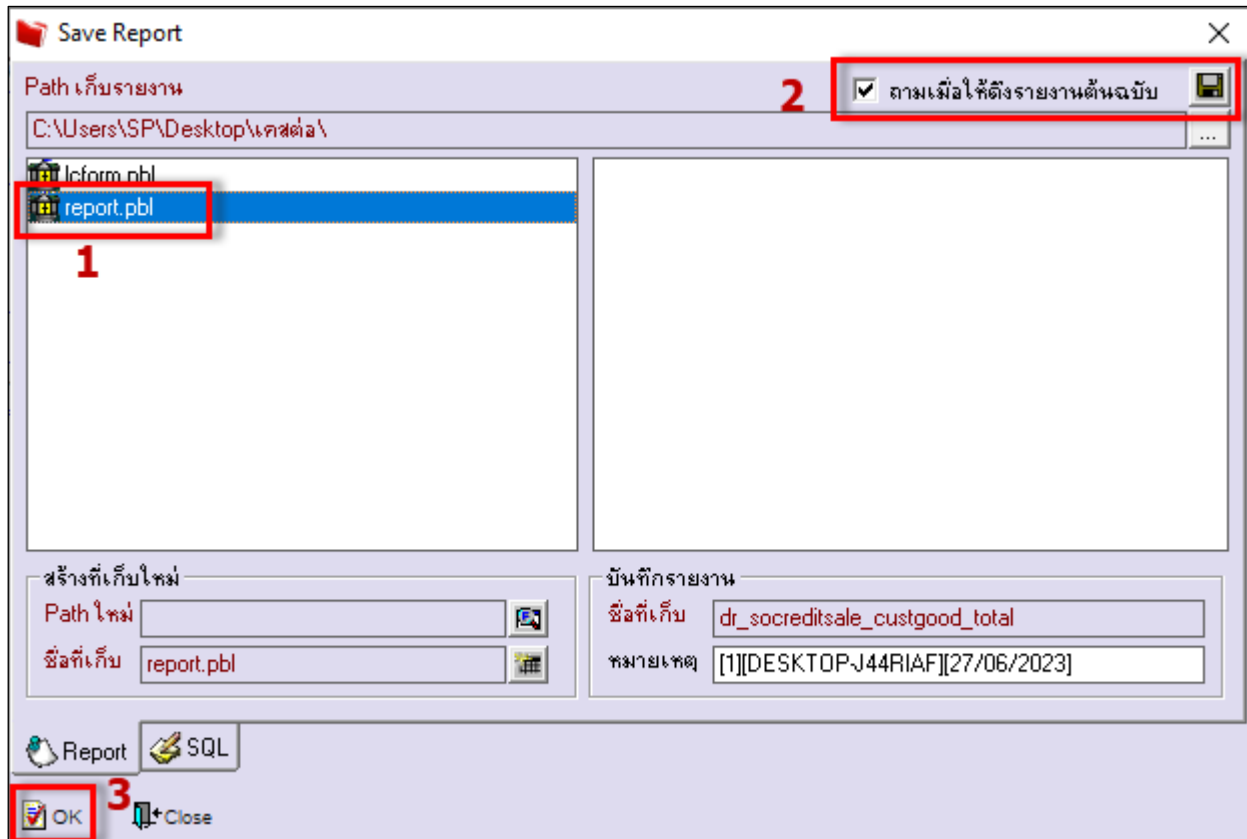 Save Report
Path เก็บรายงาน
2 ถามเมื่อให้ดึงรายงานต้นฉบับ
C:\Users\SP\Desktop\เคสต่อ\
...
lcform.pbl
report.pbl
1
สร้างที่เก็บใหม่
Path ใหม่
ชื่อที่เก็บ report.pbl
บันทึกรายงาน
ชื่อที่เก็บ dr_socreditsale_custgood_total
หมายเหตุ [1][DESKTOP-J44RIAF][27/06/2023]
Report SQL
OK 3 Close